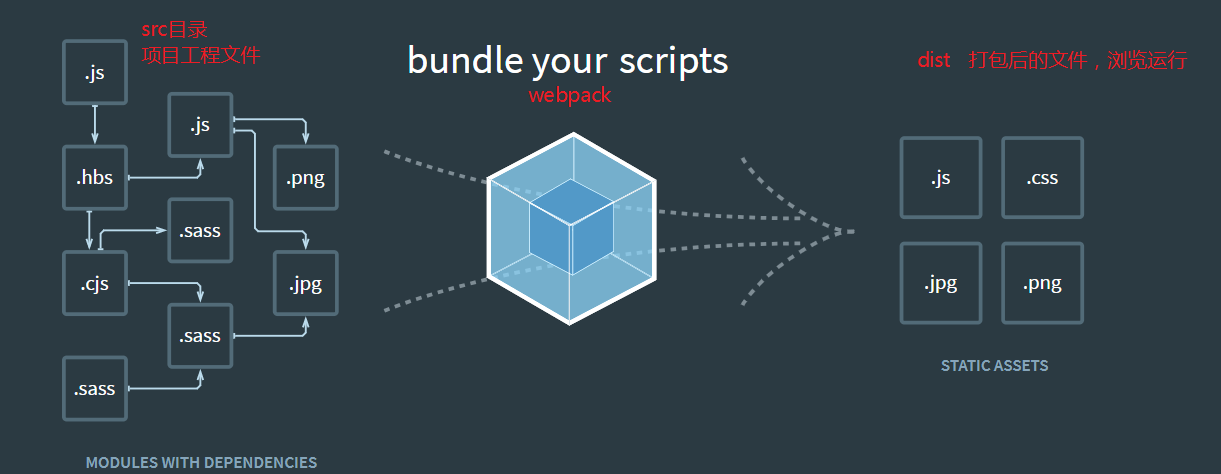 src目录
项目工程文件
bundle your scripts
webpack
dist 打包后的文件，浏览运行
.js
.js
.hbs
.png
.sass
.cjs
.jpg
.sass
.sass
MODULES WITH DEPENDENCIES
.js
.css
.jpg
.png
STATIC ASSETS